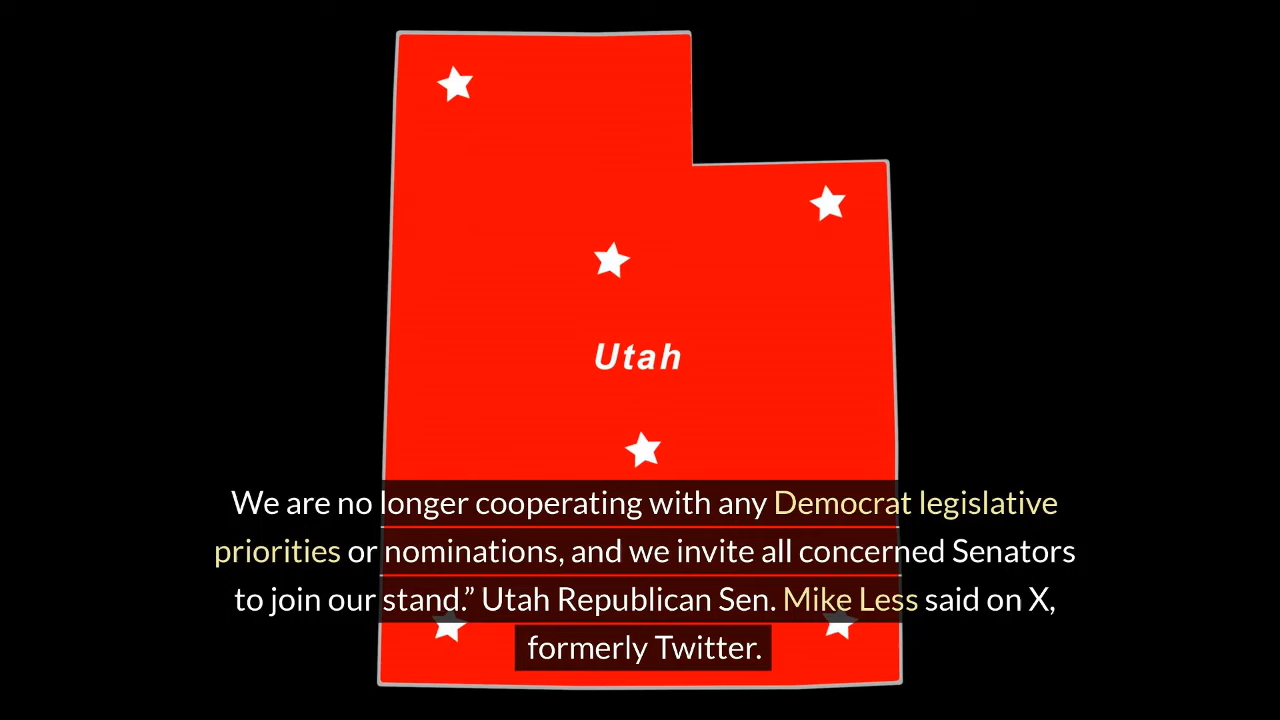 Utah
We are no longer cooperating with any Democrat legislative
priorities or nominations, and we invite all concerned Senators
to join our stand.” Utah Republican Sen. Mike Less said on X,
formerly Twitter.